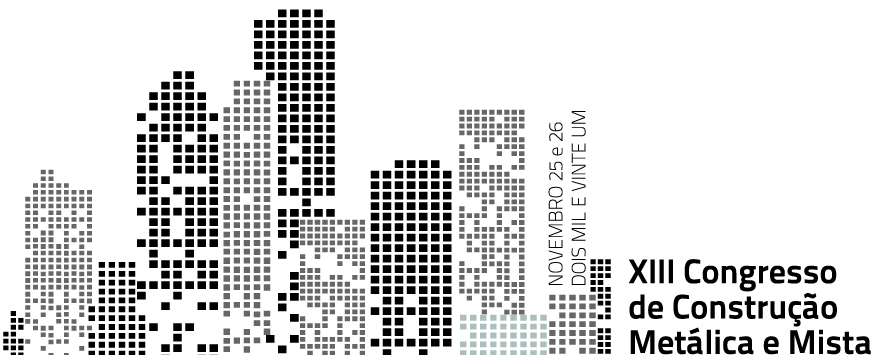 NOVEMBRO 25 e 26
DOIS MIL E VINTE UM
XIII Congresso
de Construção
Metálica e Mista